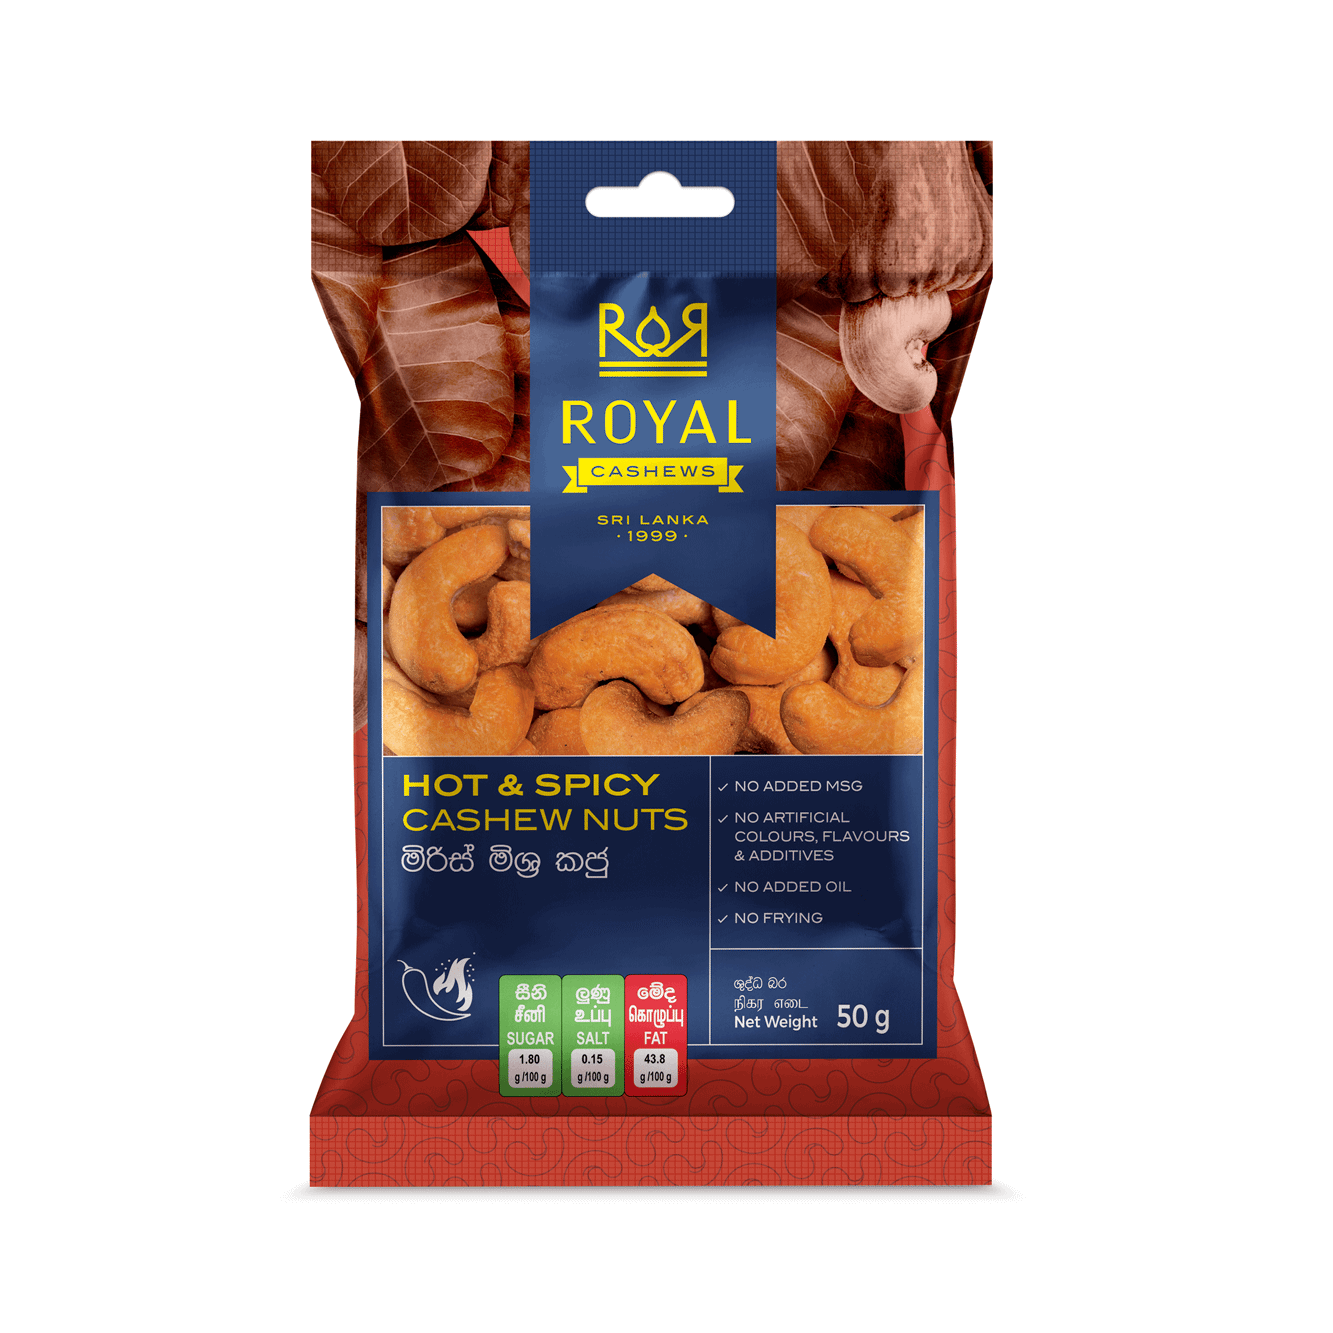 RR
ROYAL
CASHEWS
SRI LANKA
· 1999 ·
HOT & SPICY
CASHEW NUTS
මිරිස් මිශ්‍ර කජු
✓ NO ADDED MSG
✓ NO ARTIFICIAL
COLOURS, FLAVOURS
& ADDITIVES
✓ NO ADDED OIL
✓ NO FRYING
ශුද්ධ බර
நிகர எடை
Net Weight 50 g
සීනි
சீனி
SUGAR
1.80
g /100 g
ලුණු
உப்பு
SALT
0.15
g /100 g
මේද
கொழுப்பு
FAT
43.8
g /100 g